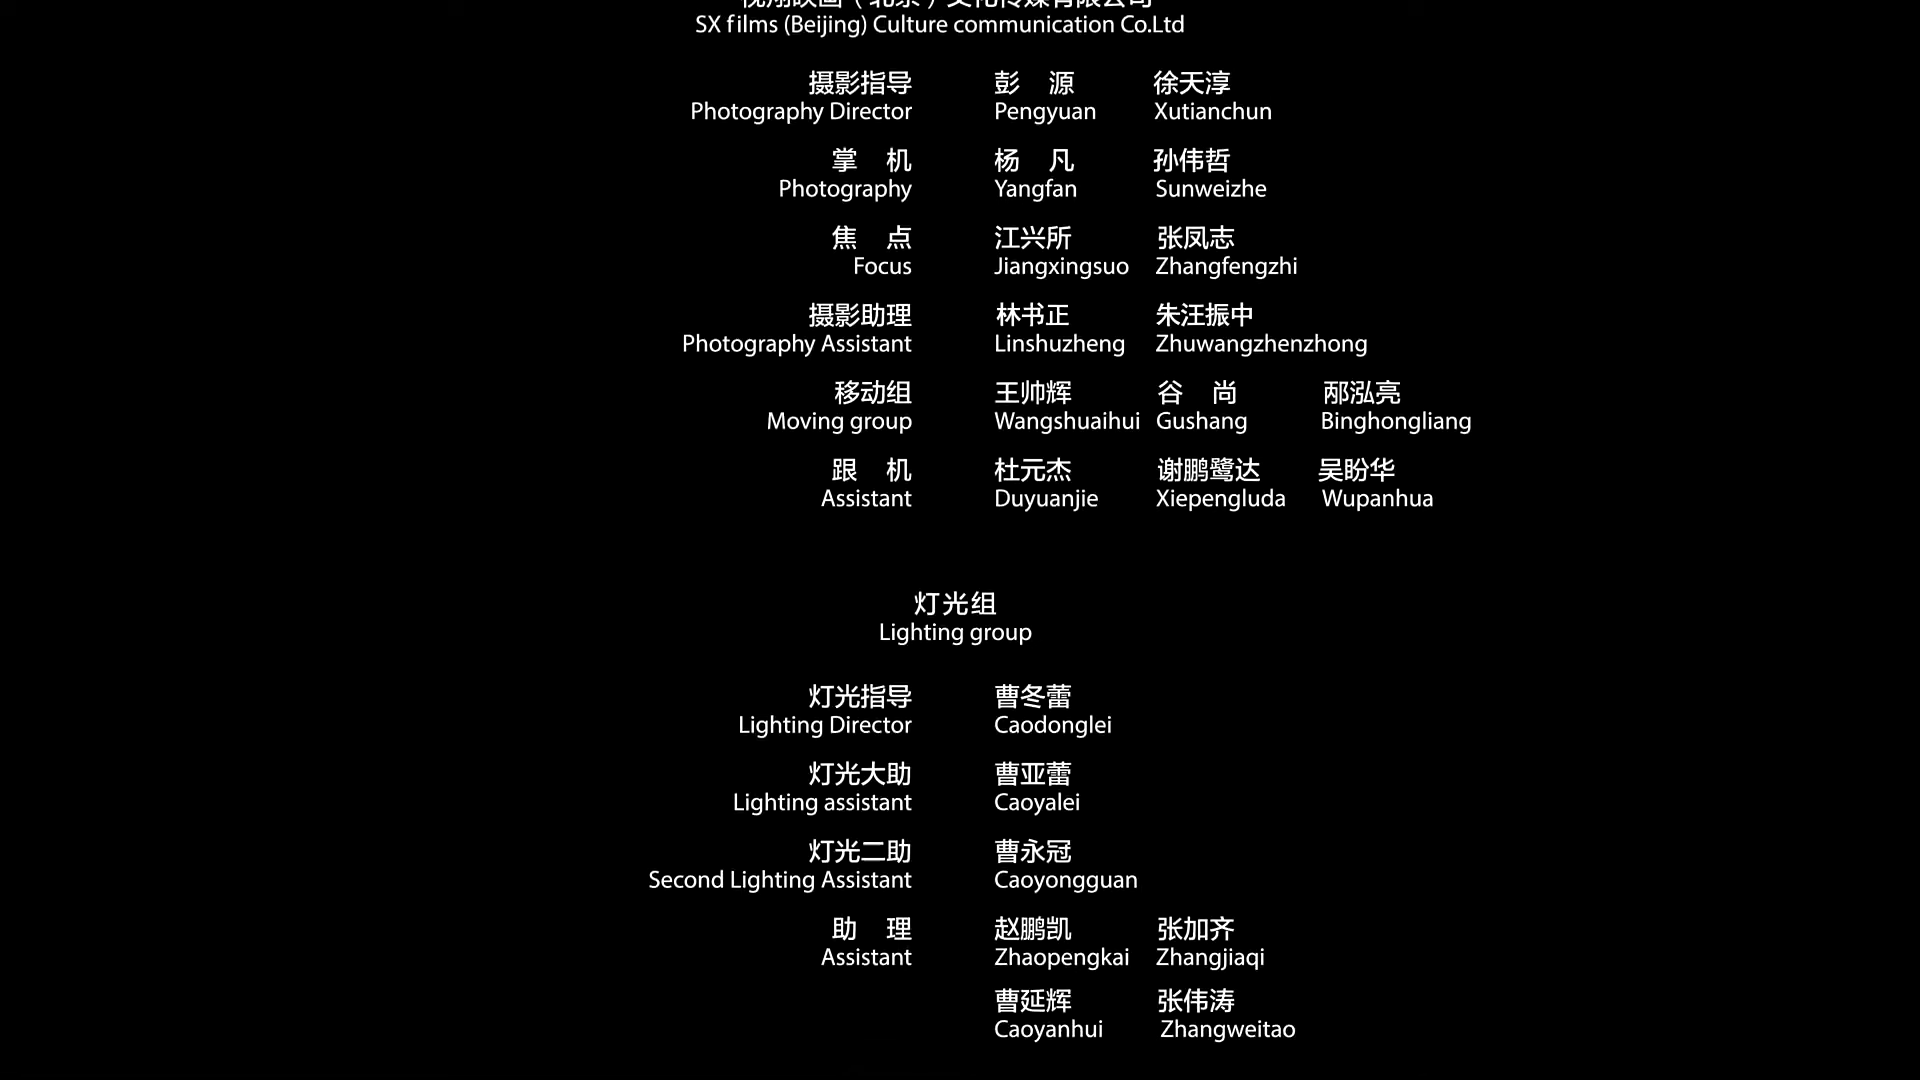 SX films (Beijing) Culture communication Co.Ltd
摄影指导 彭 源 徐天淳
Photography Director Pengyuan Xutianchun
掌 机 杨 凡 孙伟哲
Photography Yangfan Sunweizhe
焦 点 江兴所 张凤志
Focus Jiangxingsuo Zhangfengzhi
摄影助理 林书正 朱汪振中
Photography Assistant Linshuzheng Zhuwangzhenzhong
移动组 王帅辉 谷 尚 邴泓亮
Moving group Wangshuaihui Gushang Binghongliang
跟 机 杜元杰 谢鹏鹭达 吴盼华
Assistant Duyuanjie Xiepengluda Wupanhua
灯光组
Lighting group
灯光指导 曹冬蕾
Lighting Director Caodonglei
灯光大助 曹亚蕾
Lighting assistant Caoyalei
灯光二助 曹永冠
Second Lighting Assistant Caoyongguan
助 理 赵鹏凯 张加齐
Assistant Zhaopengkai Zhangjiaqi
曹延辉 张伟涛
Caoyanhui Zhangweitao